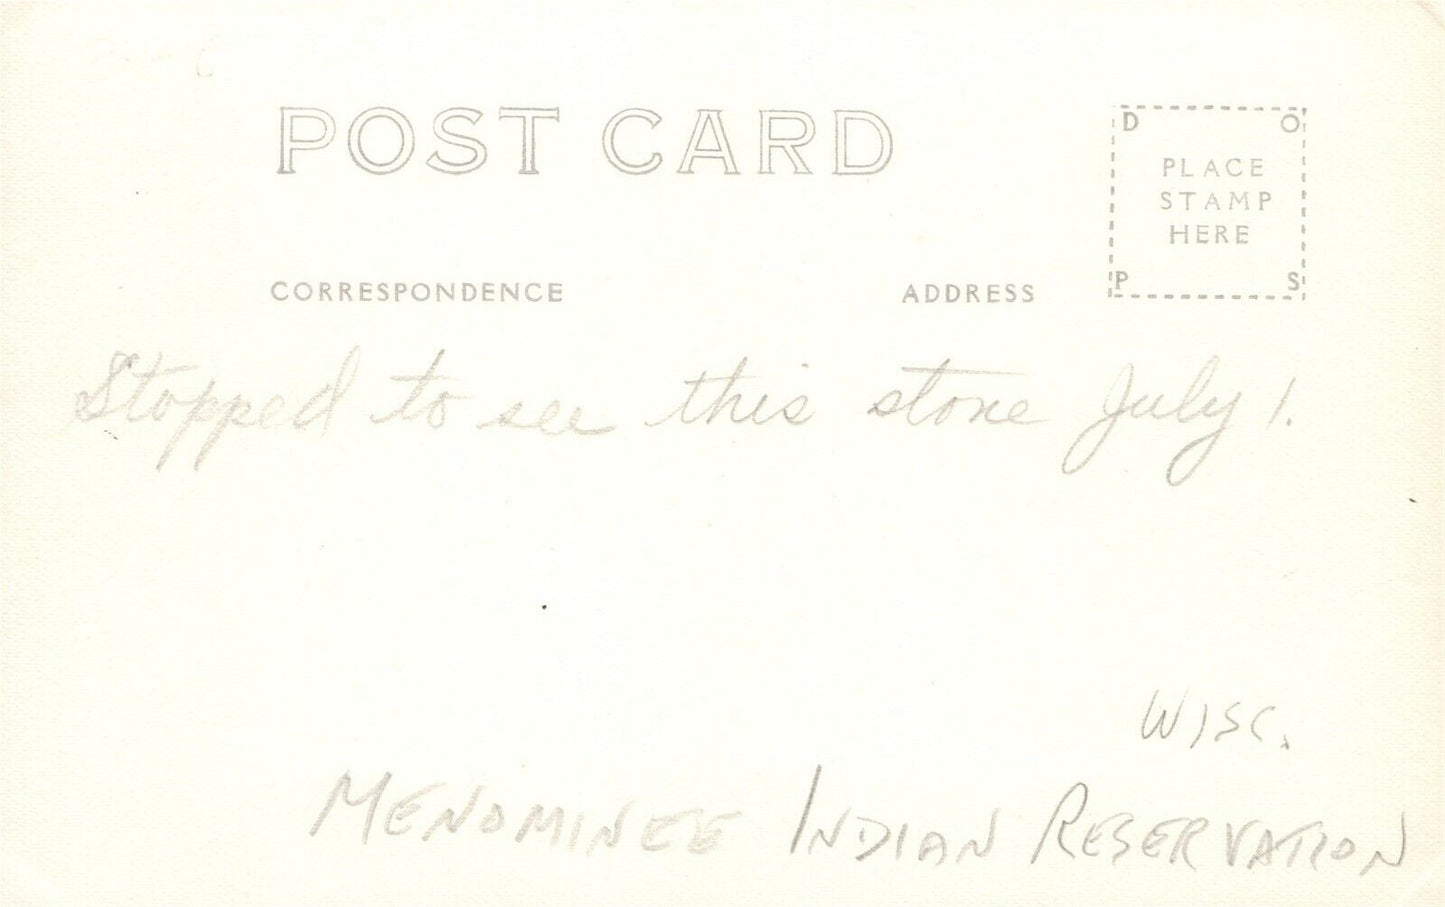 POST CARD
D O
PLACE
STAMP
HERE
P S
CORRESPONDENCE ADDRESS
Stopped to see this stone July 1.
WISC.
MENOMINEE INDIAN RESERVATION